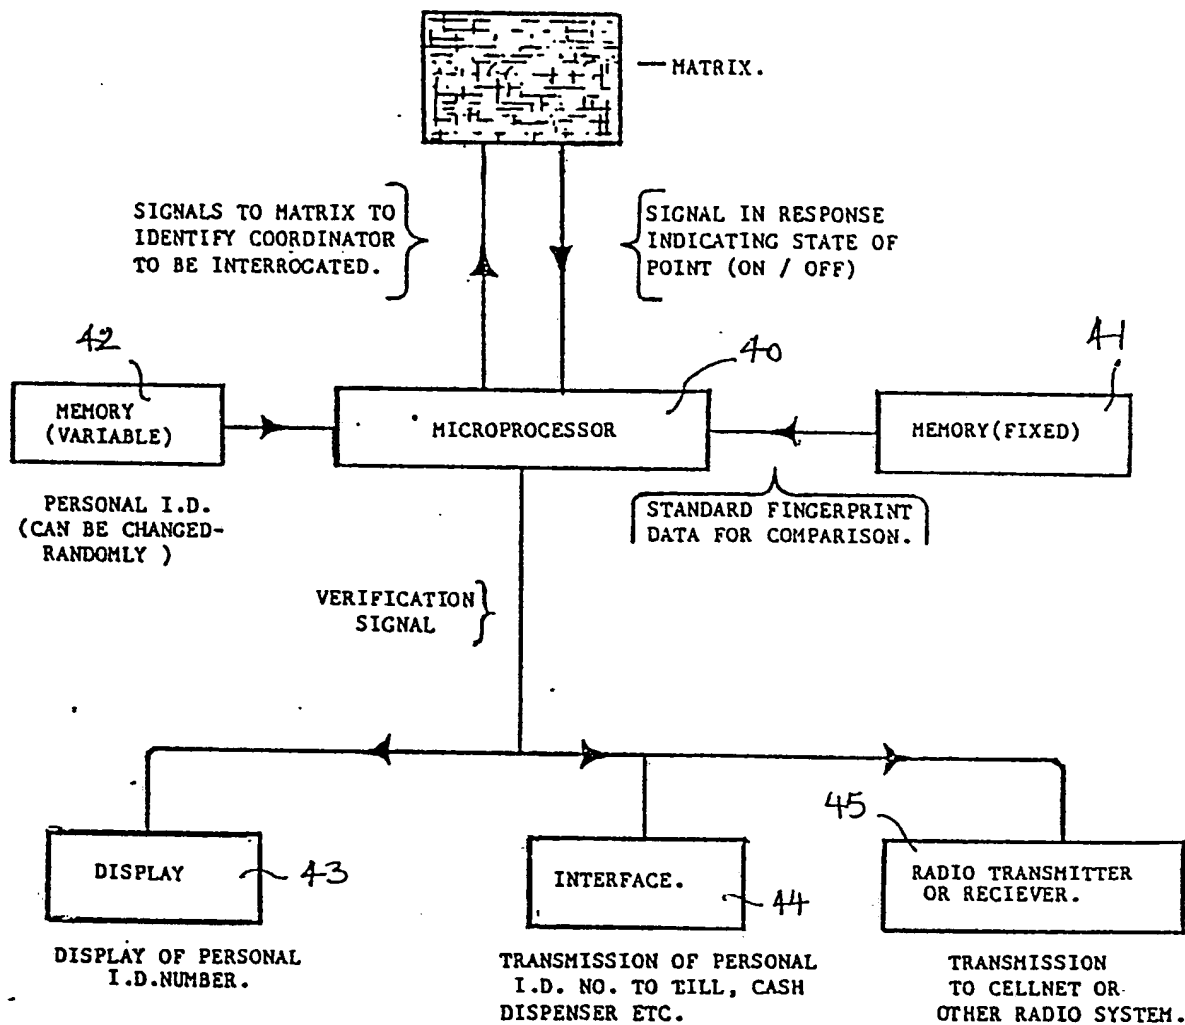 MATRIX.
SIGNALS TO MATRIX TO
IDENTIFY COORDINATOR
TO BE INTERROGATED.
SIGNAL IN RESPONSE
INDICATING STATE OF
POINT (ON / OFF)
42
40
41
MEMORY
(VARIABLE)
MICROPROCESSOR
MEMORY(FIXED)
PERSONAL I.D.
(CAN BE CHANGED-
RANDOMLY )
STANDARD FINGERPRINT
DATA FOR COMPARISON.
VERIFICATION
SIGNAL
45
DISPLAY
43
INTERFACE.
44
RADIO TRANSMITTER
OR RECIEVER.
DISPLAY OF PERSONAL
I.D.NUMBER.
TRANSMISSION OF PERSONAL
I.D. NO. TO TILL, CASH
DISPENSER ETC.
TRANSMISSION
TO CELLNET OR
OTHER RADIO SYSTEM.